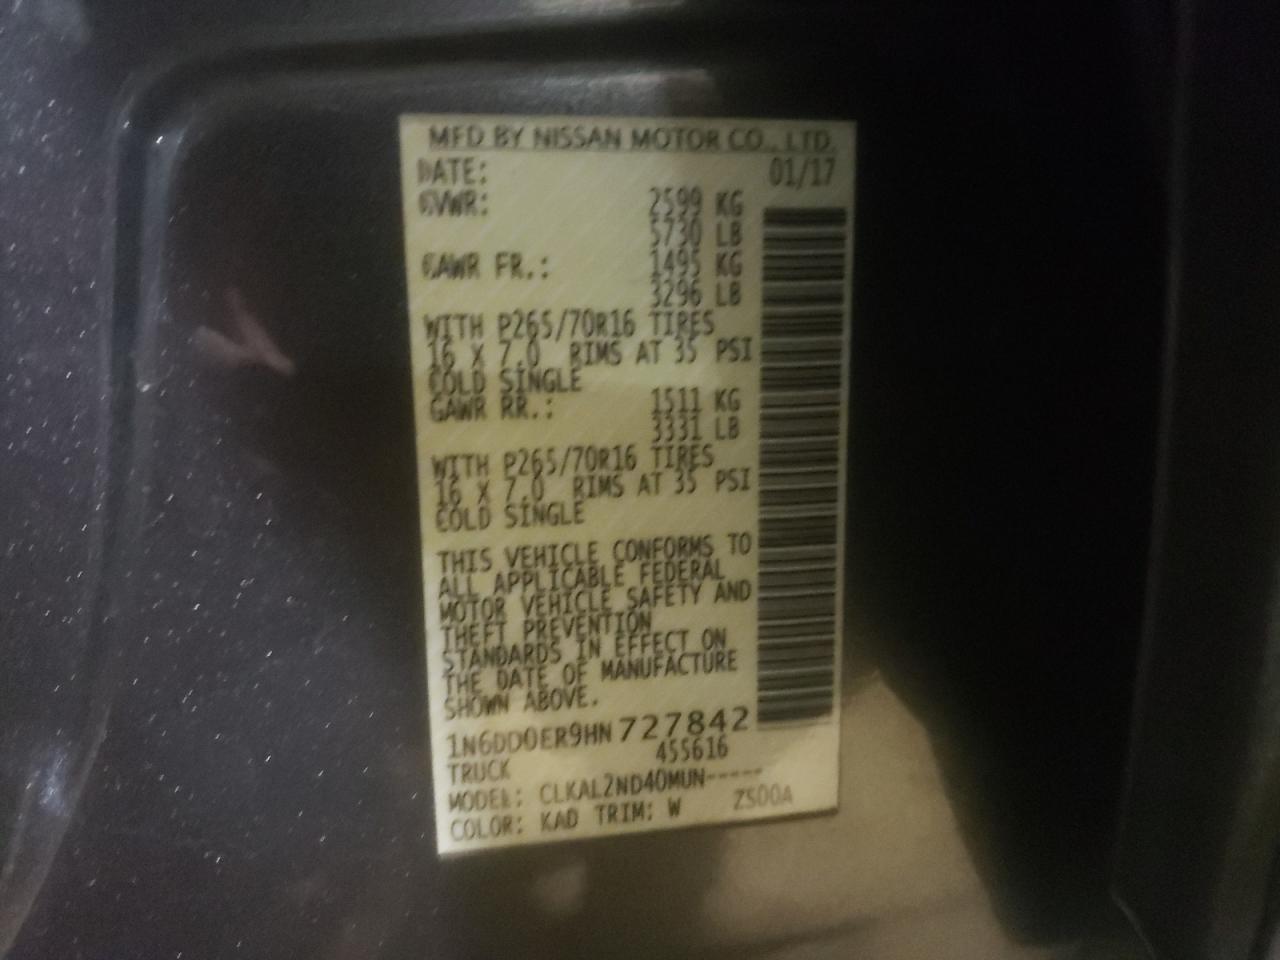 MFD BY NISSAN MOTOR CO., LTD.
DATE: 01/17
GVWR: 2599 KG
5730 LB
GAWR FR.: 1495 KG
3296 LB
WITH P265/70R16 TIRES
16 X 7.0 RIMS AT 35 PSI
COLD SINGLE
GAWR RR.: 1511 KG
3331 LB
WITH P265/70R16 TIRES
16 X 7.0 RIMS AT 35 PSI
COLD SINGLE
THIS VEHICLE CONFORMS TO
ALL APPLICABLE FEDERAL
MOTOR VEHICLE SAFETY AND
THEFT PREVENTION
STANDARDS IN EFFECT ON
THE DATE OF MANUFACTURE
SHOWN ABOVE.
1N6DD0ER9HN727842
TRUCK 455616
MODEL: CLKAL2ND40MUN-----
COLOR: KAD TRIM: W ZS00A